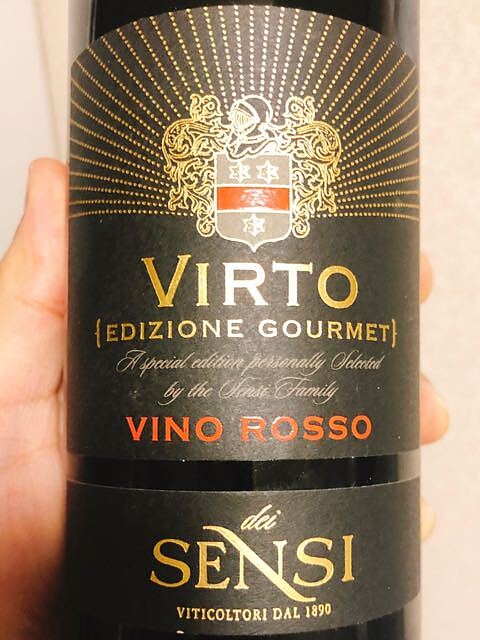 VIRTO
{EDIZIONE GOURMET}
A special edition personally Selected
by the Sensi Family
VINO ROSSO
dei
SENSI
VITICOLTORI DAL 1890